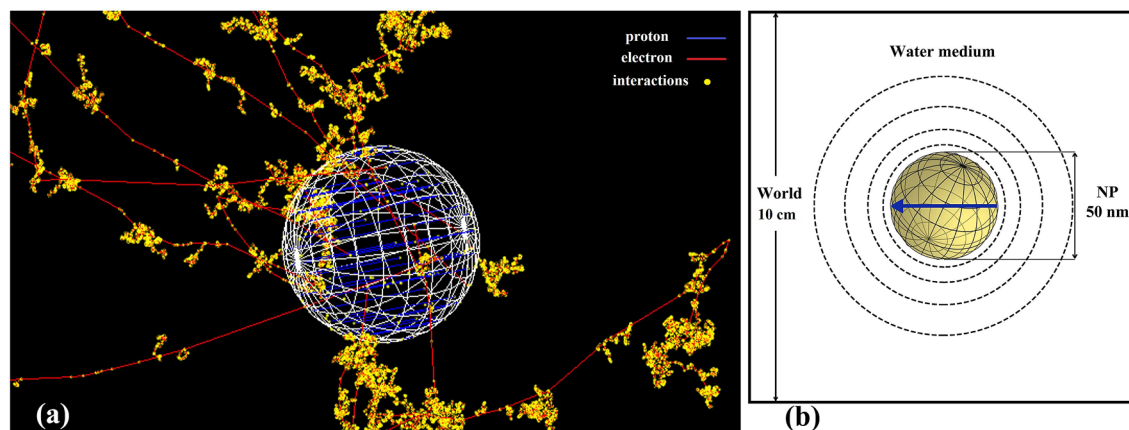 proton
electron
interactions
(a)
Water medium
World
10 cm
NP
50 nm
(b)